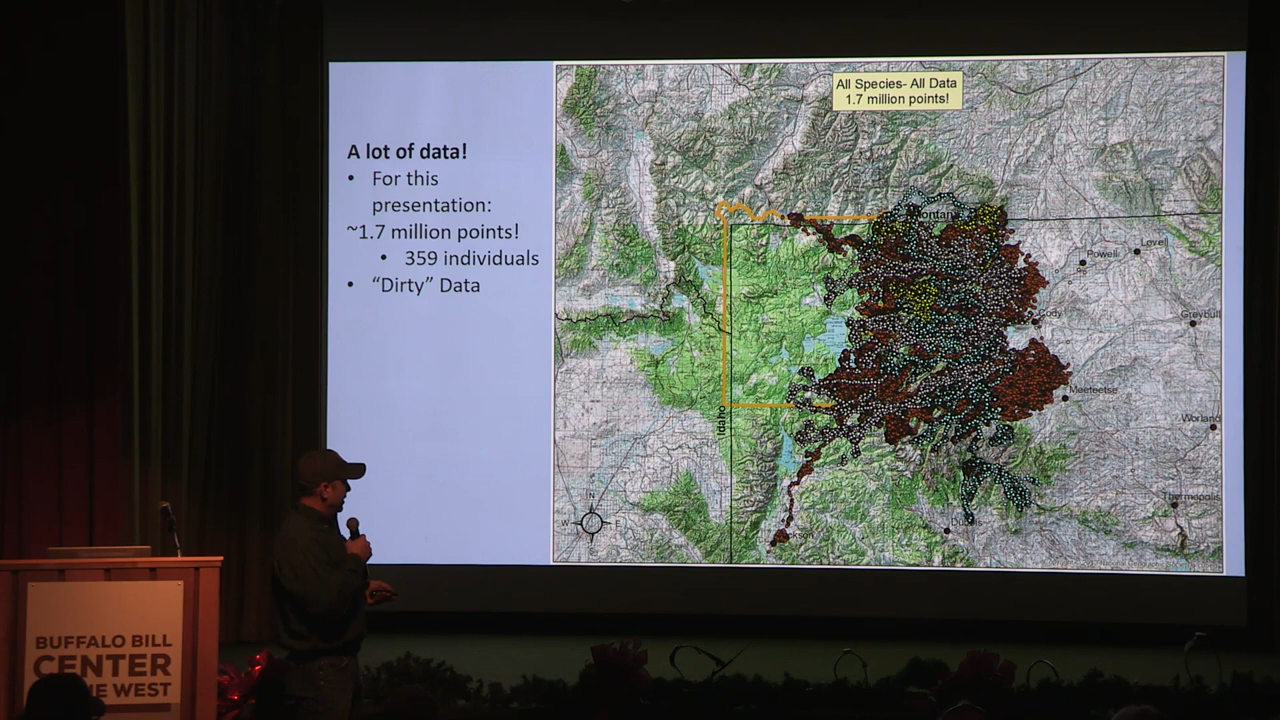 A lot of data!
• For this
presentation:
~1.7 million points!
• 359 individuals
• “Dirty” Data
All Species- All Data
1.7 million points!
Montana
Lovell
Powell
Cody
Greybull
Meeteetse
Worland
Thermopolis
Idaho
N
W
E
BUFFALO BILL
CENTER
WEST